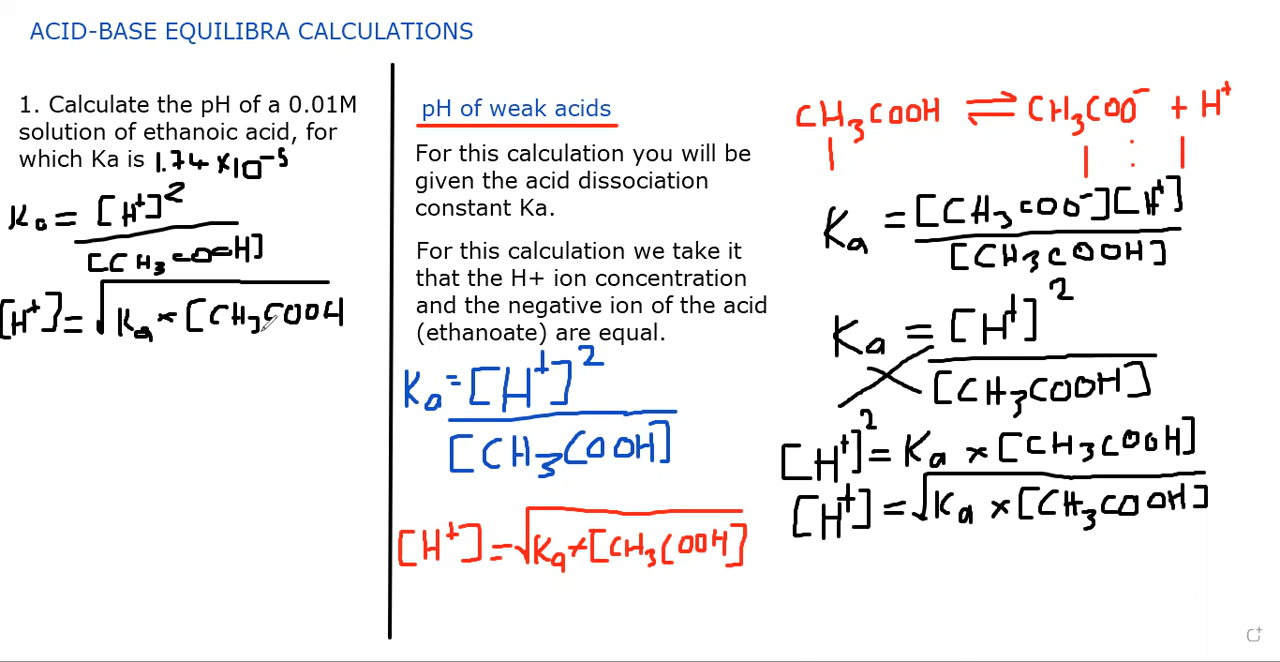 ACID-BASE EQUILIBRA CALCULATIONS
1. Calculate the pH of a 0.01M
solution of ethanoic acid, for
which Ka is 1.74 × 10⁻⁵
Ka = [H⁺]²
[CH₃COOH]
[H⁺] = √Ka × [CH₃COOH
pH of weak acids
For this calculation you will be
given the acid dissociation
constant Ka.
For this calculation we take it
that the H+ ion concentration
and the negative ion of the acid
(ethanoate) are equal.
Ka = [H⁺]²
[CH₃COOH]
[H⁺] = √Ka × [CH₃COOH]
CH₃COOH ⇌ CH₃COO⁻ + H⁺
1 1 : 1
Ka = [CH₃COO⁻][H⁺]
[CH₃COOH]
Ka = [H⁺]²
[CH₃COOH]
[H⁺]² = Ka × [CH₃COOH]
[H⁺] = √Ka × [CH₃COOH]